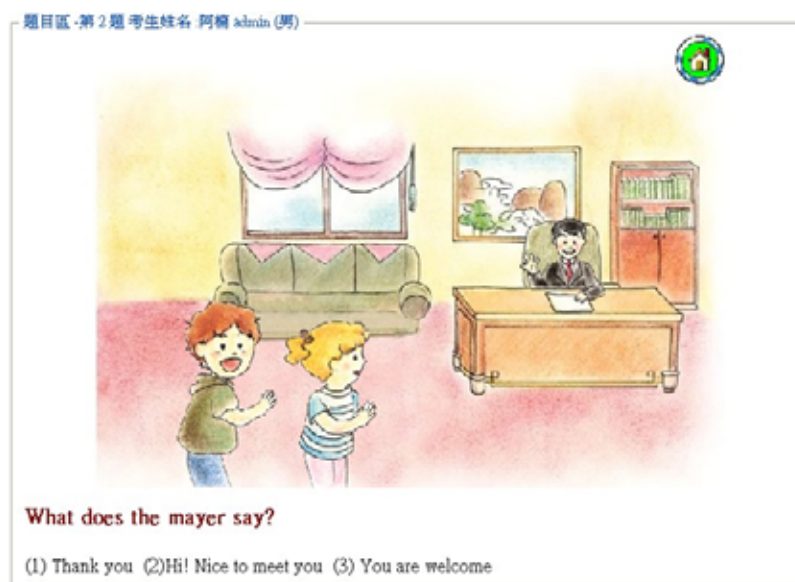 題目區 -第 2 題 考生姓名 :阿楠 admin (男)
What does the mayer say?
(1) Thank you (2)Hi! Nice to meet you (3) You are welcome